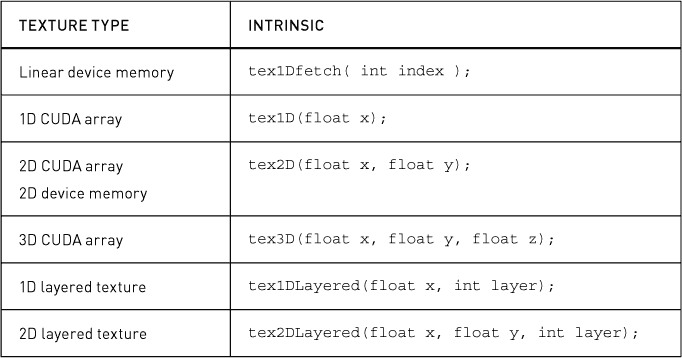 TEXTURE TYPE INTRINSIC
Linear device memory tex1Dfetch( int index );
1D CUDA array tex1D(float x);
2D CUDA array tex2D(float x, float y);
2D device memory
3D CUDA array tex3D(float x, float y, float z);
1D layered texture tex1DLayered(float x, int layer);
2D layered texture tex2DLayered(float x, float y, int layer);